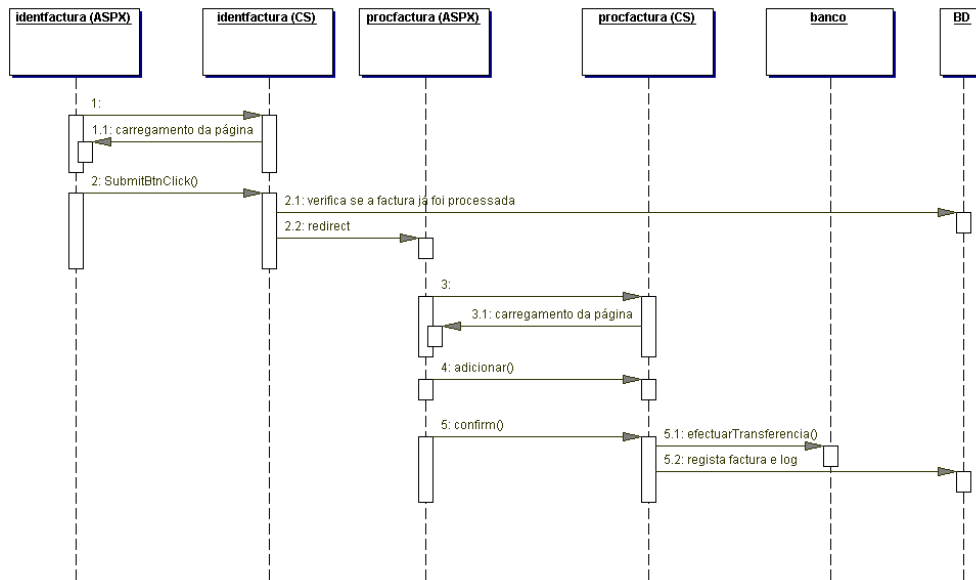 identfactura (ASPX)
identfactura (CS)
procfactura (ASPX)
procfactura (CS)
banco
BD
1:
1.1: carregamento da página
2: SubmitBtnClick()
2.1: verifica se a factura já foi processada
2.2: redirect
3:
3.1: carregamento da página
4: adicionar()
5: confirm()
5.1: efectuarTransferencia()
5.2: regista factura e log